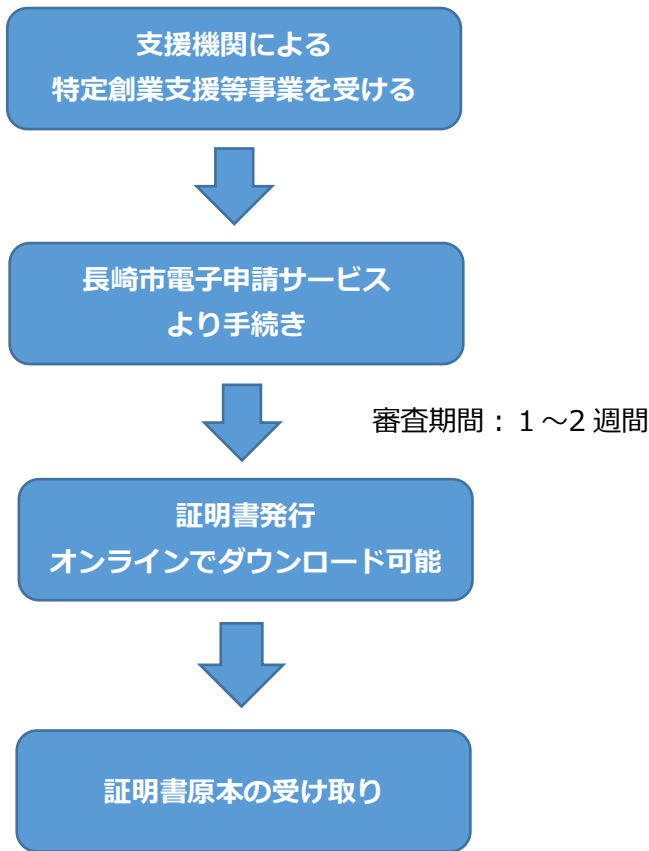 支援機関による
特定創業支援等事業を受ける
長崎市電子申請サービス
より手続き
審査期間：１～2 週間
証明書発行
オンラインでダウンロード可能
証明書原本の受け取り